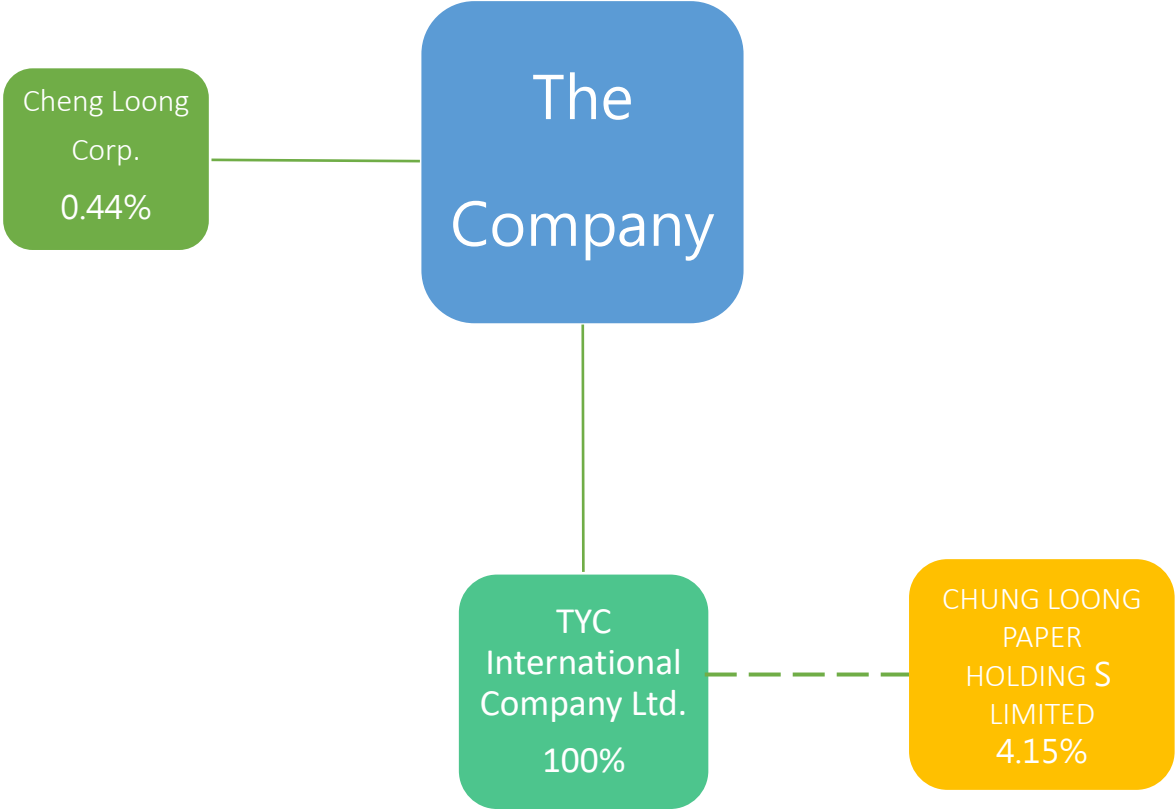 The
Company
Cheng Loong
Corp.
0.44%
TYC
International
Company Ltd.
100%
CHUNG LOONG
PAPER
HOLDING S
LIMITED
4.15%